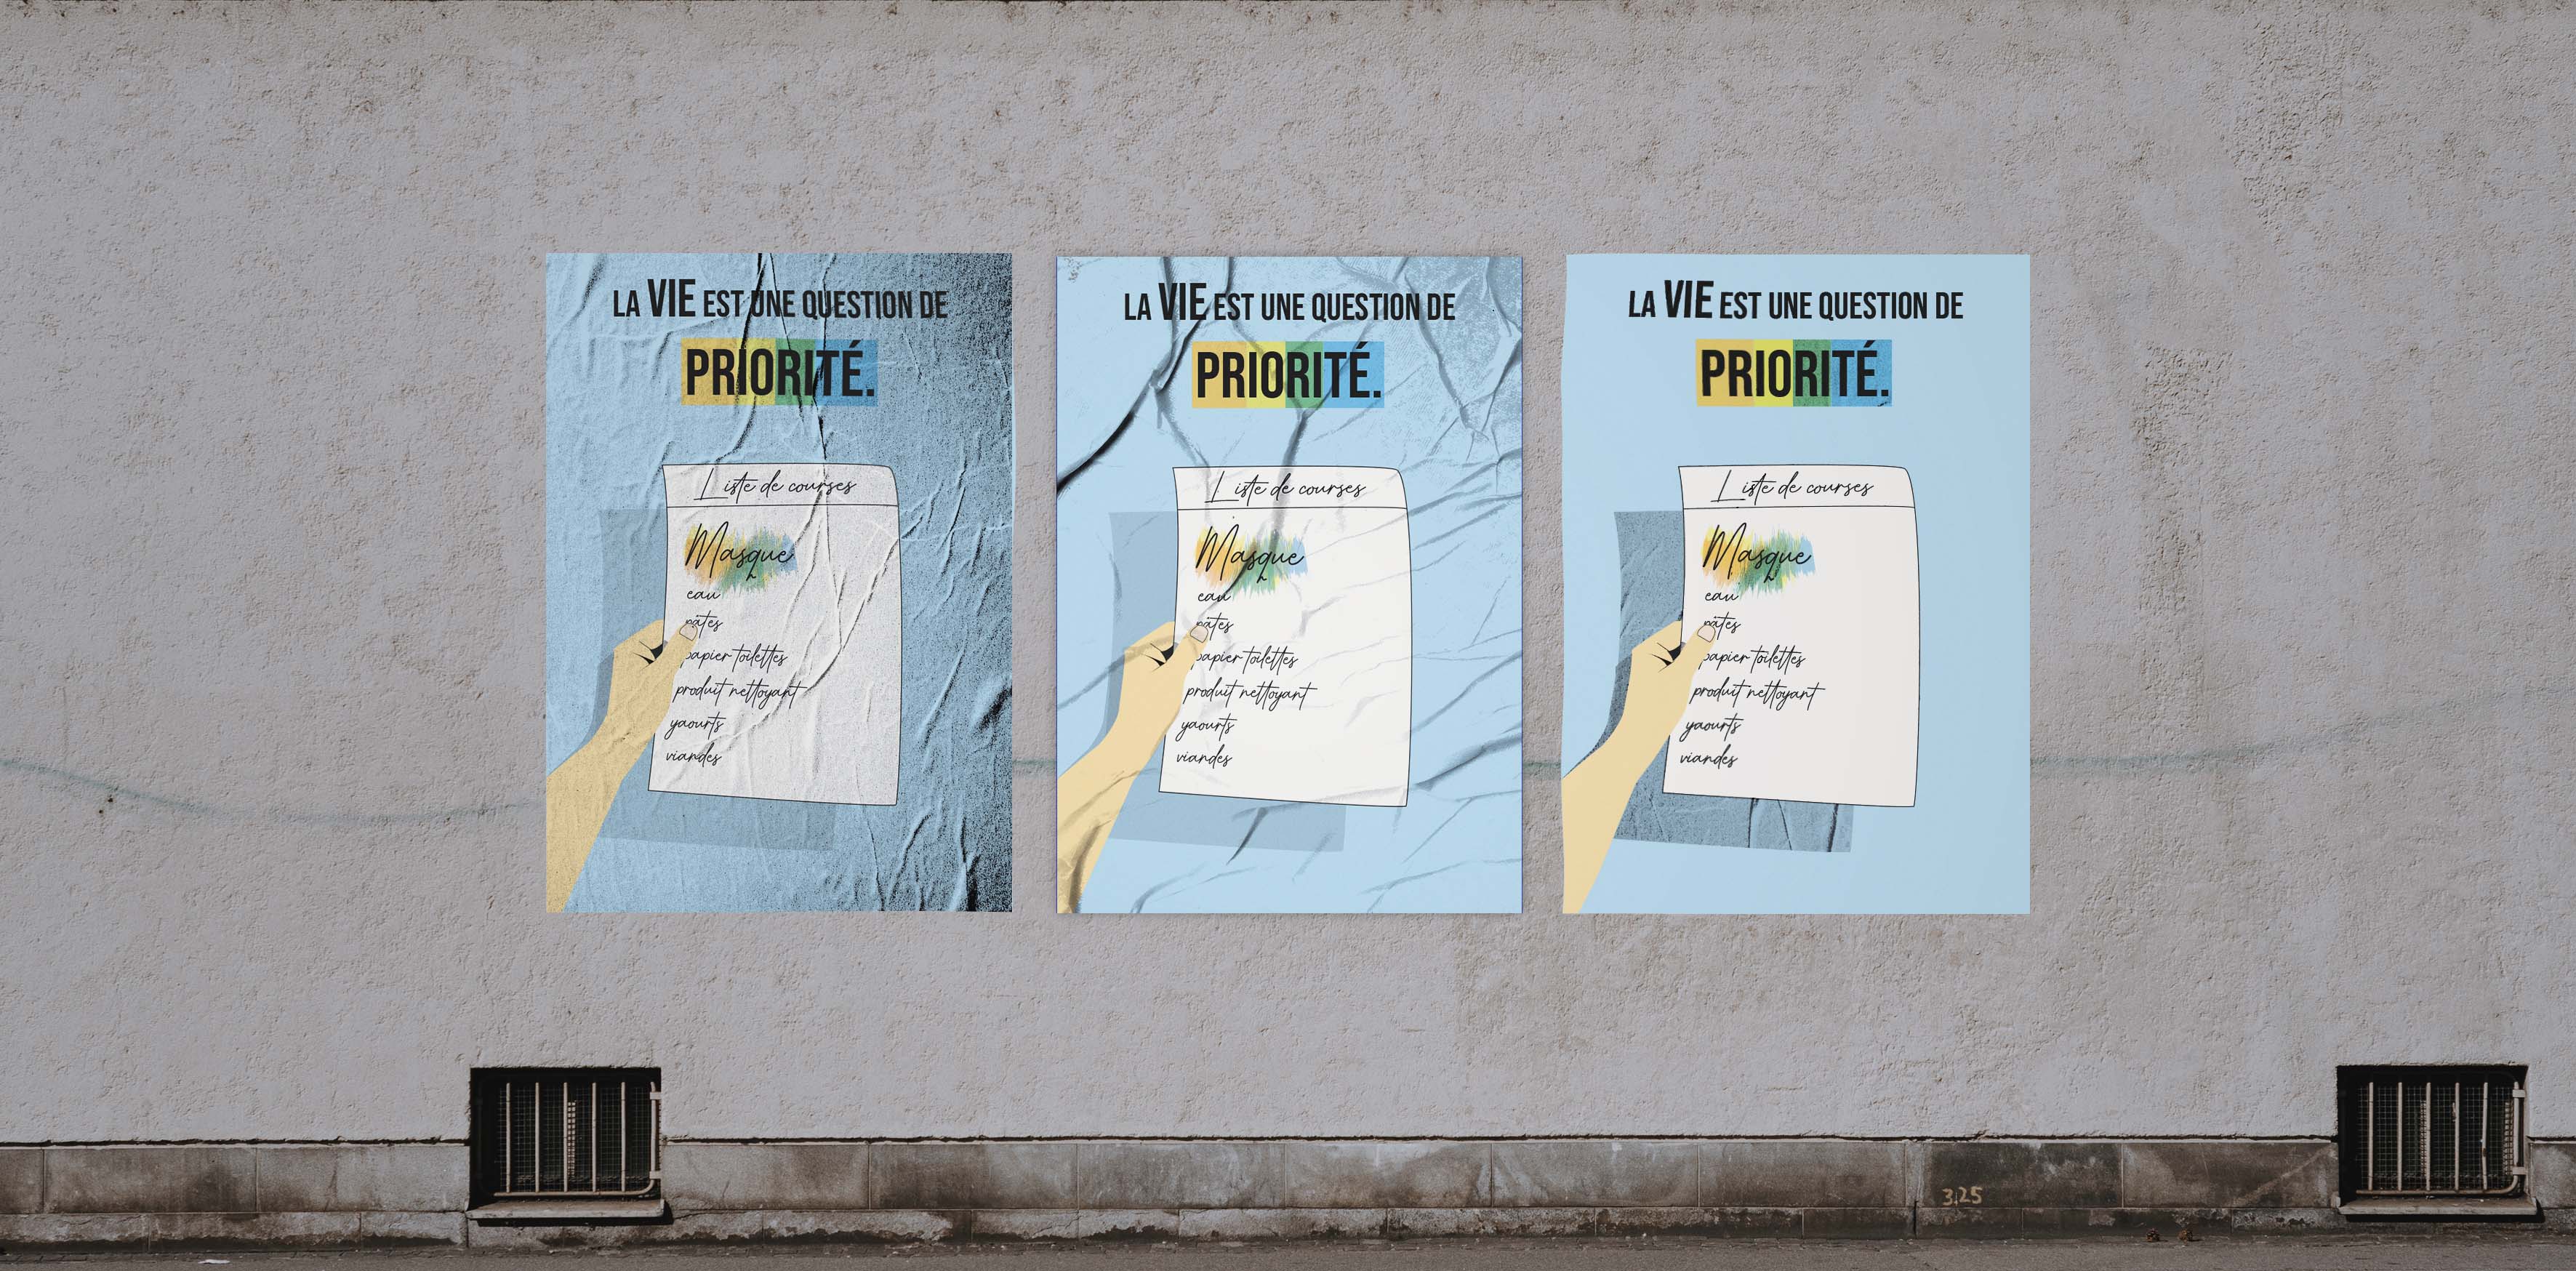 LA VIE EST UNE QUESTION DE
PRIORITÉ.
Liste de courses
Masque
eau
pâtes
papier toilettes
produit nettoyant
yaourts
viandes
LA VIE EST UNE QUESTION DE
PRIORITÉ.
Liste de courses
Masque
eau
pâtes
papier toilettes
produit nettoyant
yaourts
viandes
LA VIE EST UNE QUESTION DE
PRIORITÉ.
Liste de courses
Masque
eau
pâtes
papier toilettes
produit nettoyant
yaourts
viandes
3,25